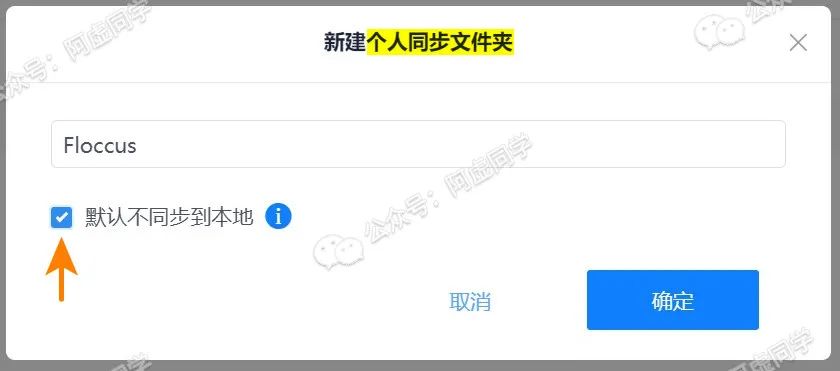 新建个人同步文件夹
公众号：阿虚同学
公众号：
Floccus
公众号：阿虚同学
默认不同步到本地
i
取消
确定
阿虚同学